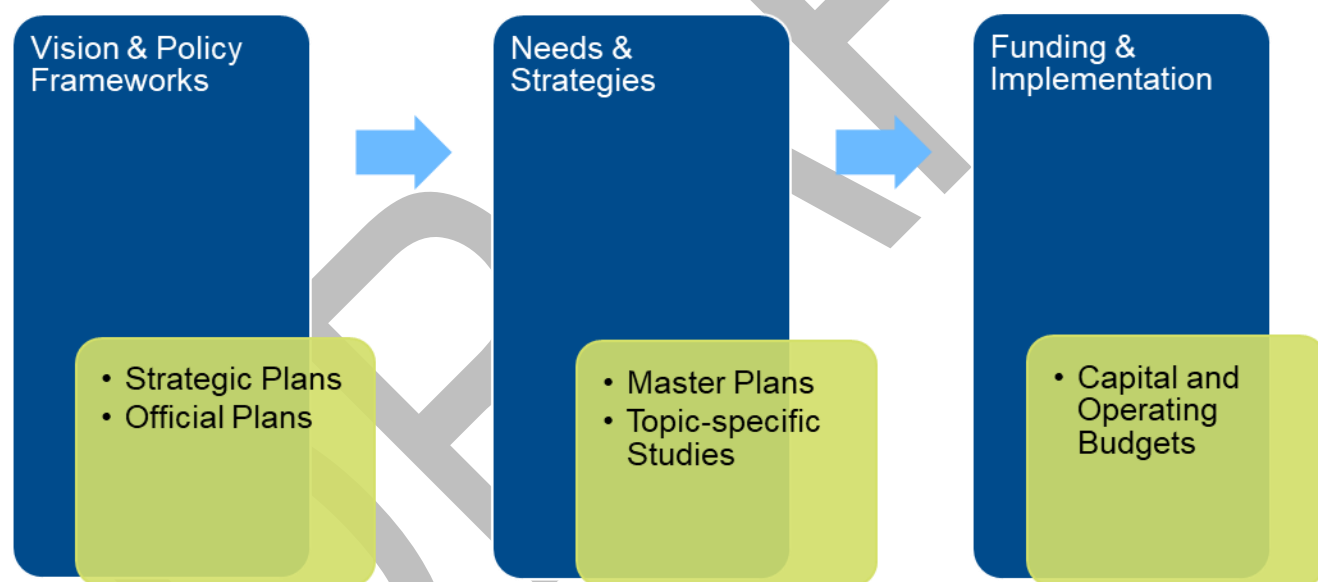 Vision & Policy
Frameworks
• Strategic Plans
• Official Plans
Needs &
Strategies
• Master Plans
• Topic-specific
Studies
Funding &
Implementation
• Capital and
Operating
Budgets